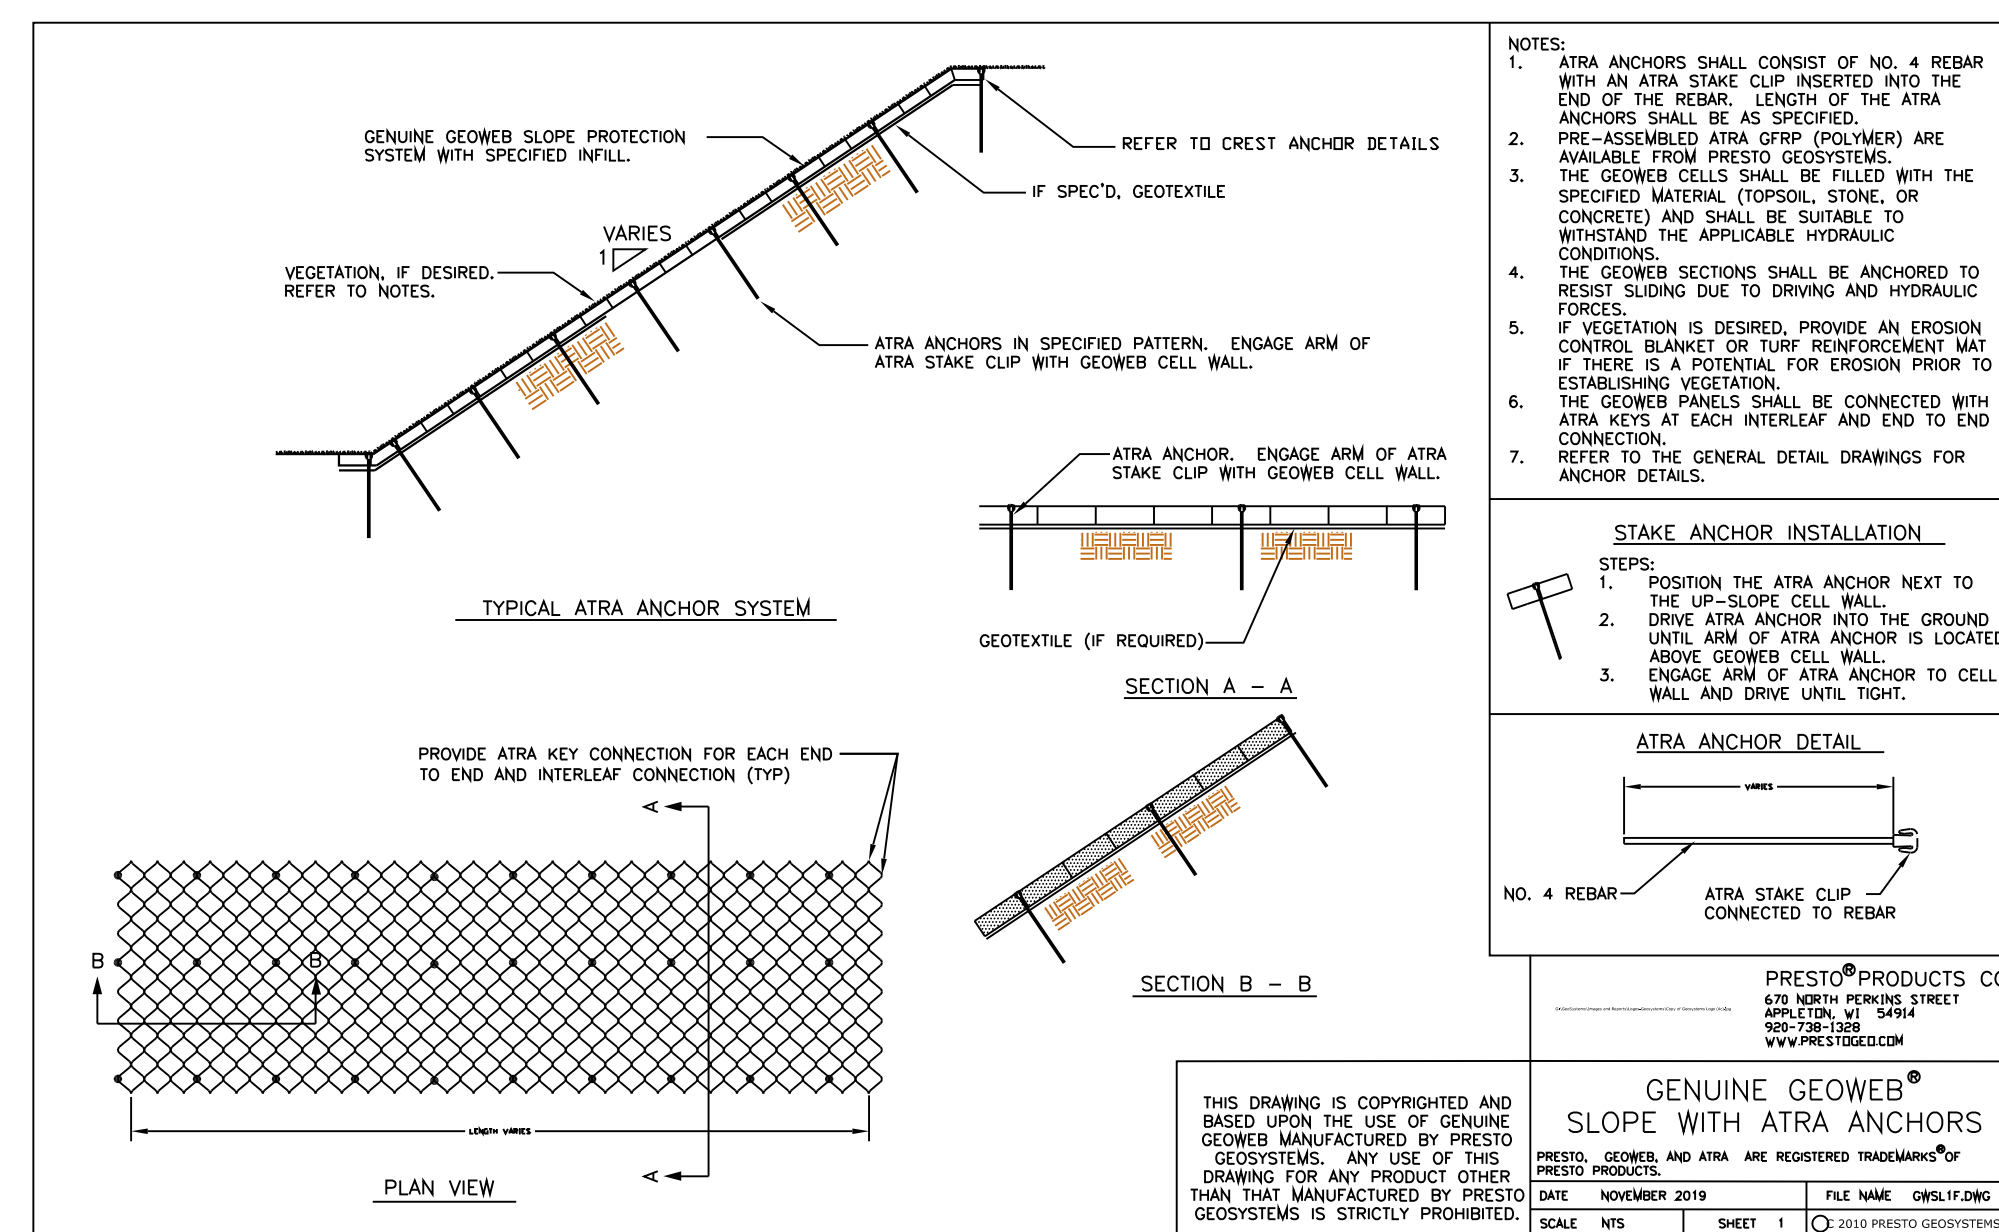 GENUINE GEOWEB SLOPE PROTECTION
SYSTEM WITH SPECIFIED INFILL.
REFER TO CREST ANCHOR DETAILS
IF SPEC'D, GEOTEXTILE
VARIES
1
VEGETATION, IF DESIRED.
REFER TO NOTES.
ATRA ANCHORS IN SPECIFIED PATTERN. ENGAGE ARM OF
ATRA STAKE CLIP WITH GEOWEB CELL WALL.
TYPICAL ATRA ANCHOR SYSTEM
ATRA ANCHOR. ENGAGE ARM OF ATRA
STAKE CLIP WITH GEOWEB CELL WALL.
GEOTEXTILE (IF REQUIRED)
SECTION A - A
PROVIDE ATRA KEY CONNECTION FOR EACH END
TO END AND INTERLEAF CONNECTION (TYP)
A
B
B
LENGTH VARIES
A
PLAN VIEW
SECTION B - B
NOTES:
1. ATRA ANCHORS SHALL CONSIST OF NO. 4 REBAR
WITH AN ATRA STAKE CLIP INSERTED INTO THE
END OF THE REBAR. LENGTH OF THE ATRA
ANCHORS SHALL BE AS SPECIFIED.
2. PRE-ASSEMBLED ATRA GFRP (POLYMER) ARE
AVAILABLE FROM PRESTO GEOSYSTEMS.
3. THE GEOWEB CELLS SHALL BE FILLED WITH THE
SPECIFIED MATERIAL (TOPSOIL, STONE, OR
CONCRETE) AND SHALL BE SUITABLE TO
WITHSTAND THE APPLICABLE HYDRAULIC
CONDITIONS.
4. THE GEOWEB SECTIONS SHALL BE ANCHORED TO
RESIST SLIDING DUE TO DRIVING AND HYDRAULIC
FORCES.
5. IF VEGETATION IS DESIRED, PROVIDE AN EROSION
CONTROL BLANKET OR TURF REINFORCEMENT MAT
IF THERE IS A POTENTIAL FOR EROSION PRIOR TO
ESTABLISHING VEGETATION.
6. THE GEOWEB PANELS SHALL BE CONNECTED WITH
ATRA KEYS AT EACH INTERLEAF AND END TO END
CONNECTION.
7. REFER TO THE GENERAL DETAIL DRAWINGS FOR
ANCHOR DETAILS.
STAKE ANCHOR INSTALLATION
STEPS:
1. POSITION THE ATRA ANCHOR NEXT TO
THE UP-SLOPE CELL WALL.
2. DRIVE ATRA ANCHOR INTO THE GROUND
UNTIL ARM OF ATRA ANCHOR IS LOCATED
ABOVE GEOWEB CELL WALL.
3. ENGAGE ARM OF ATRA ANCHOR TO CELL
WALL AND DRIVE UNTIL TIGHT.
ATRA ANCHOR DETAIL
VARIES
NO. 4 REBAR
ATRA STAKE CLIP
CONNECTED TO REBAR
PRESTO® PRODUCTS CO
670 NORTH PERKINS STREET
APPLETON, WI 54914
920-738-1328
WWW.PRESTOGEO.COM
THIS DRAWING IS COPYRIGHTED AND
BASED UPON THE USE OF GENUINE
GEOWEB MANUFACTURED BY PRESTO
GEOSYSTEMS. ANY USE OF THIS
DRAWING FOR ANY PRODUCT OTHER
THAN THAT MANUFACTURED BY PRESTO
GEOSYSTEMS IS STRICTLY PROHIBITED.
GENUINE GEOWEB®
SLOPE WITH ATRA ANCHORS
PRESTO, GEOWEB, AND ATRA ARE REGISTERED TRADEMARKS® OF
PRESTO PRODUCTS.
DATE NOVEMBER 2019
FILE NAME GWSL1F.DWG
SCALE NTS
SHEET 1
C 2010 PRESTO GEOSYSTEMS